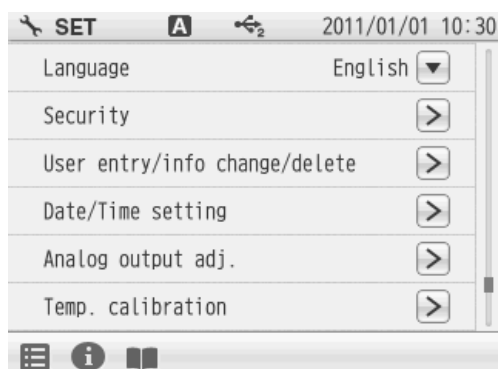 SET A 2 2011/01/01 10:30
Language English
Security
User entry/info change/delete
Date/Time setting
Analog output adj.
Temp. calibration